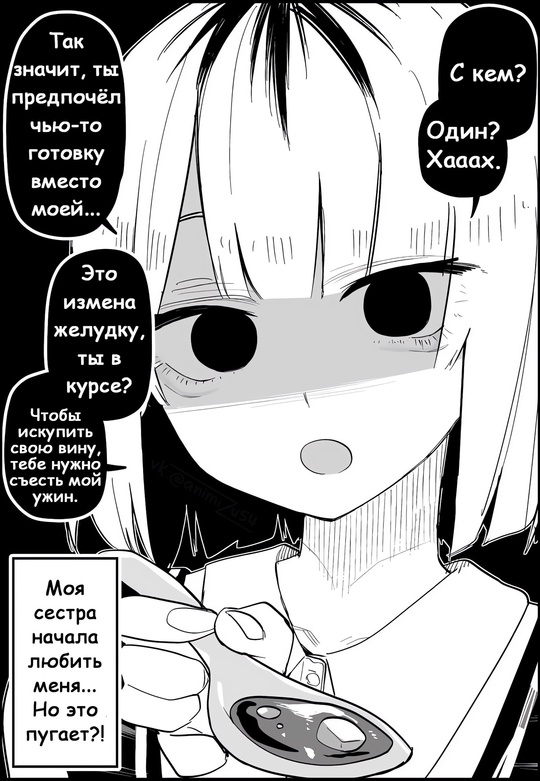 С кем?
Один?
Хааах.
Так
значит, ты
предпочёл
чью-то
готовку
вместо
моей...
Это
измена
желудку,
ты в
курсе?
Чтобы
искупить
свою вину,
тебе нужно
съесть мой
ужин.
Моя
сестра
начала
любить
меня...
Но это
пугает?!